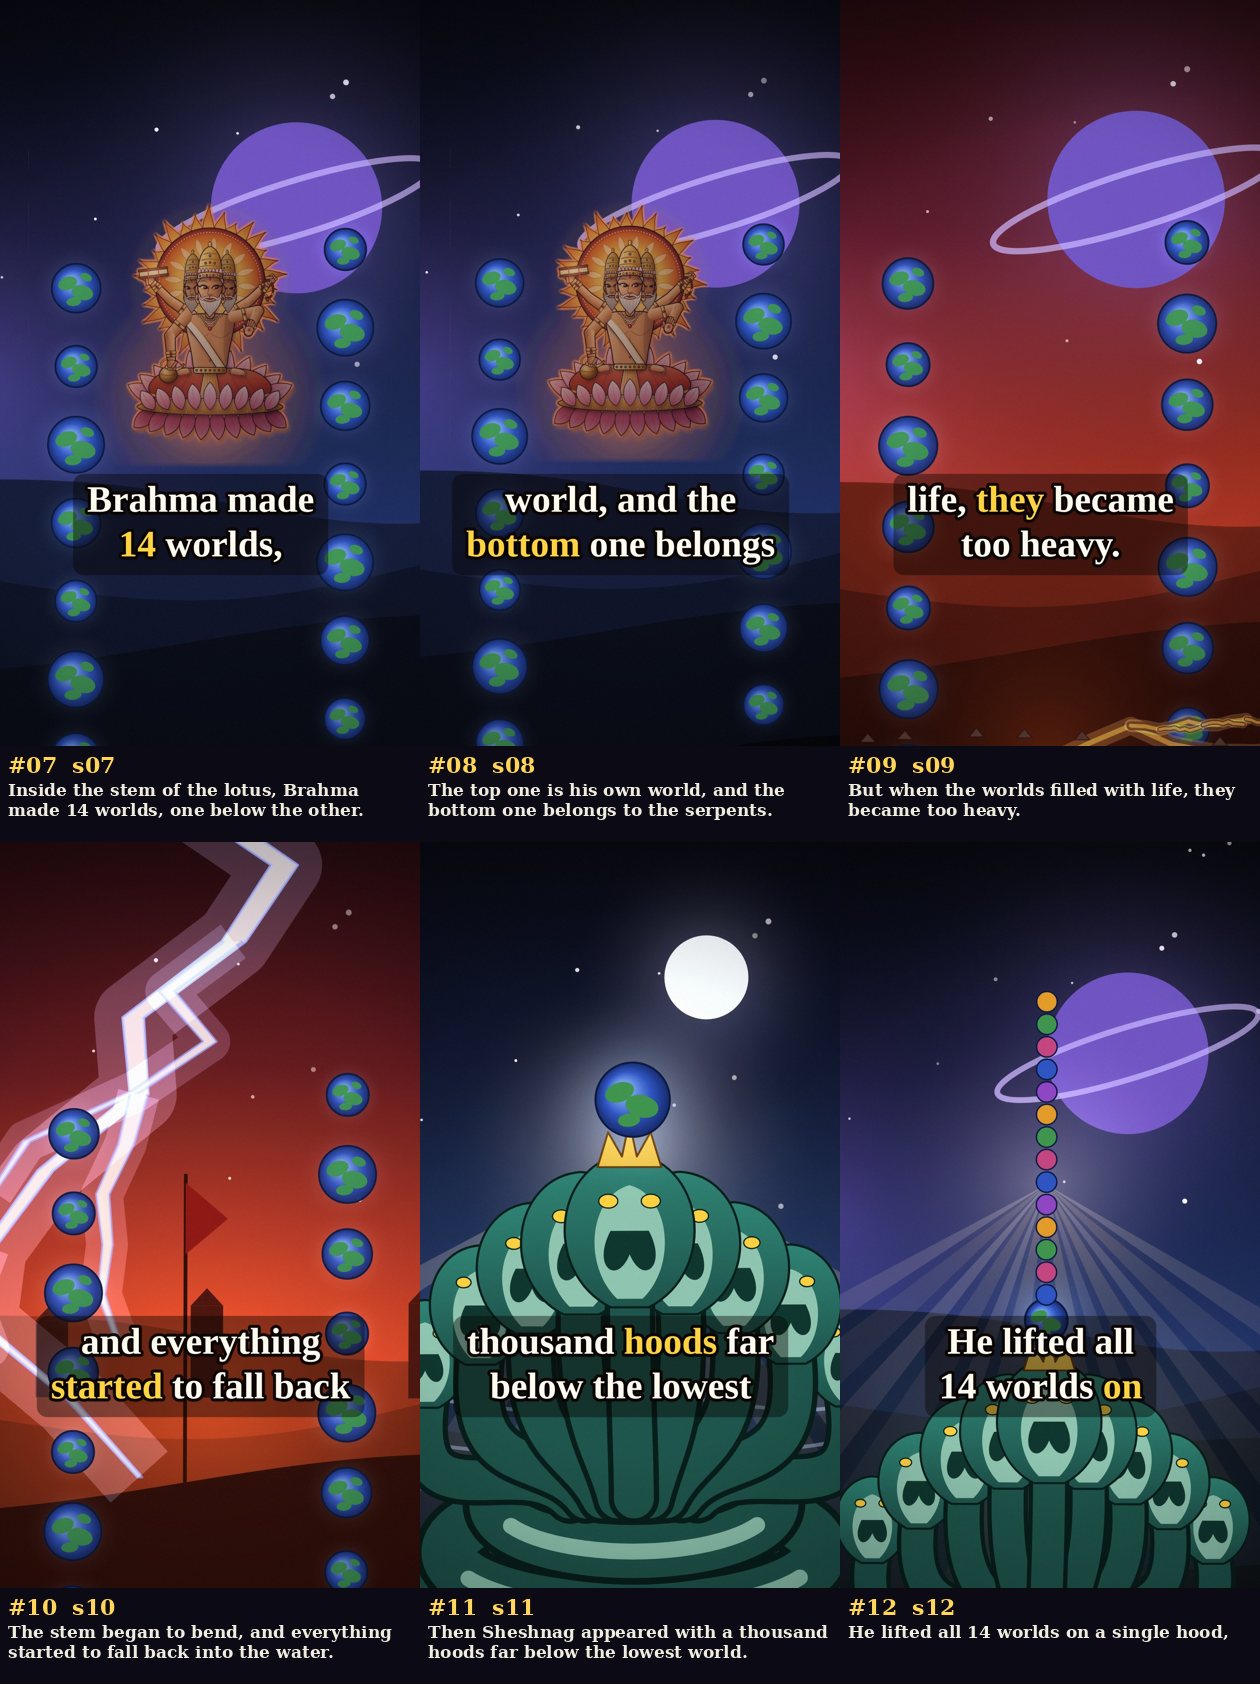 Brahma made
14 worlds,
#07 s07
Inside the stem of the lotus, Brahma
made 14 worlds, one below the other.
world, and the
bottom one belongs
#08 s08
The top one is his own world, and the
bottom one belongs to the serpents.
life, they became
too heavy.
#09 s09
But when the worlds filled with life, they
became too heavy.
and everything
started to fall back
#10 s10
The stem began to bend, and everything
started to fall back into the water.
thousand hoods far
below the lowest
#11 s11
Then Sheshnag appeared with a thousand
hoods far below the lowest world.
He lifted all
14 worlds on
#12 s12
He lifted all 14 worlds on a single hood,